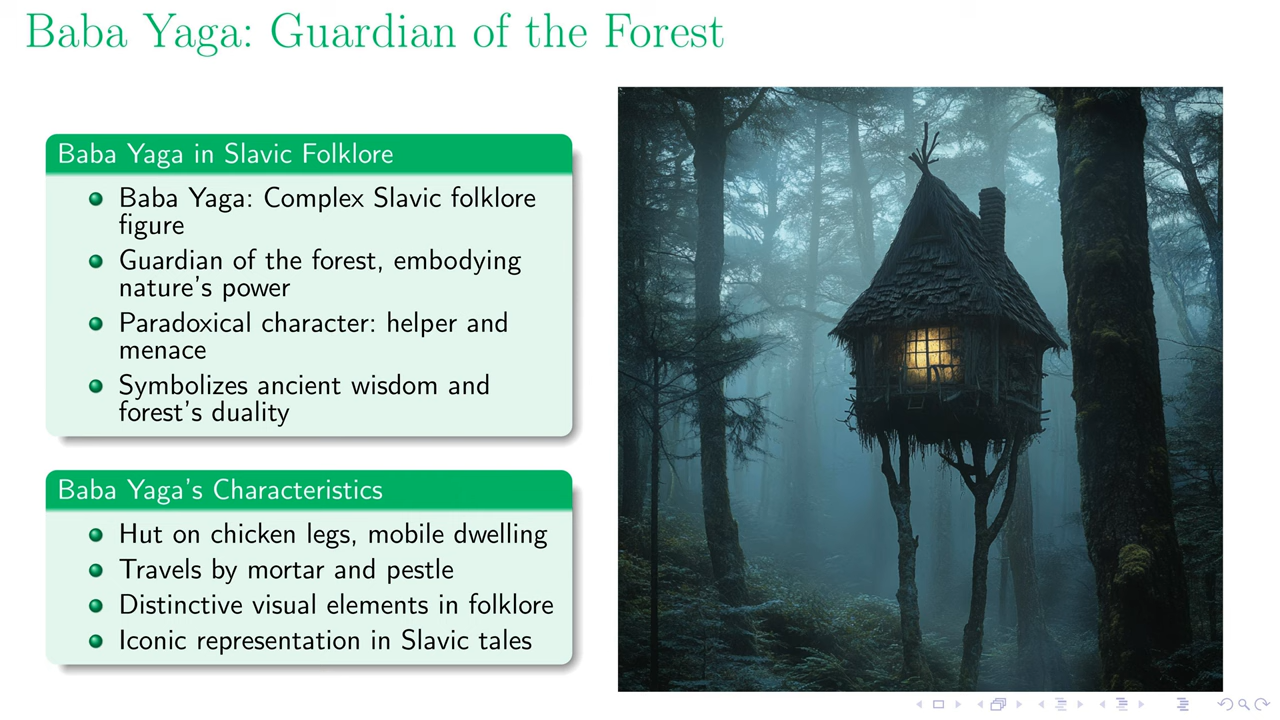 Baba Yaga: Guardian of the Forest
Baba Yaga in Slavic Folklore
Baba Yaga: Complex Slavic folklore
figure
Guardian of the forest, embodying
nature's power
Paradoxical character: helper and
menace
Symbolizes ancient wisdom and
forest's duality
Baba Yaga's Characteristics
Hut on chicken legs, mobile dwelling
Travels by mortar and pestle
Distinctive visual elements in folklore
Iconic representation in Slavic tales